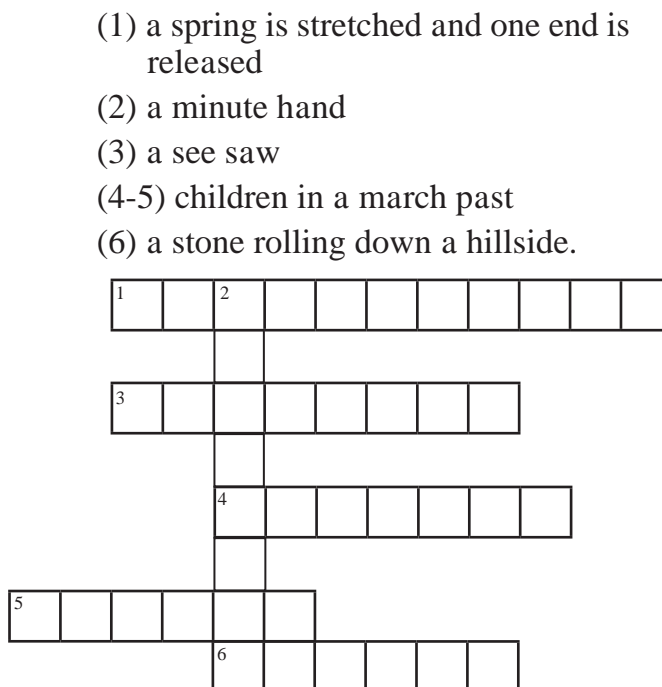 (1) a spring is stretched and one end is
released
(2) a minute hand
(3) a see saw
(4-5) children in a march past
(6) a stone rolling down a hillside.
1
2
3
4
5
6